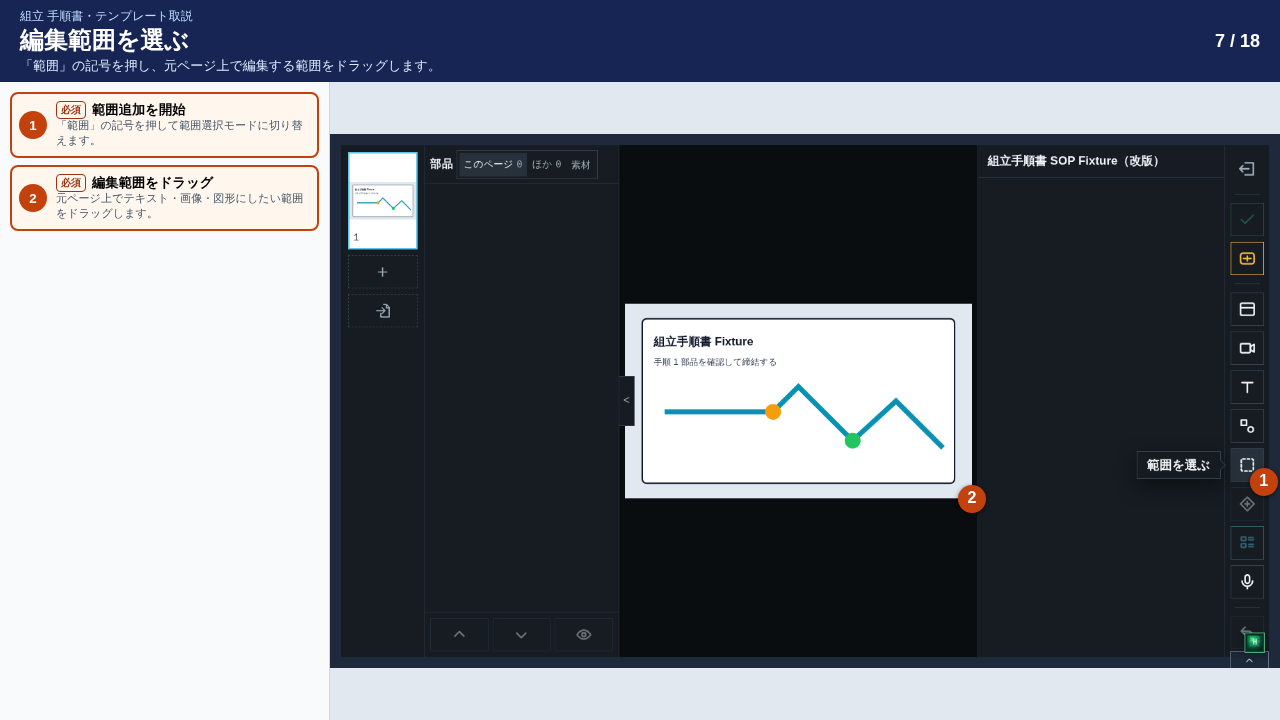 組立 手順書・テンプレート取説
編集範囲を選ぶ
「範囲」の記号を押し、元ページ上で編集する範囲をドラッグします。
7 / 18
1
必須 範囲追加を開始
「範囲」の記号を押して範囲選択モードに切り替
えます。
2
必須 編集範囲をドラッグ
元ページ上でテキスト・画像・図形にしたい範囲
をドラッグします。
1
部品 このページ 0 ほか 0 素材
組立手順書 SOP Fixture（改版）
組立手順書 Fixture
手順 1 部品を確認して締結する
<
範囲を選ぶ
1
2